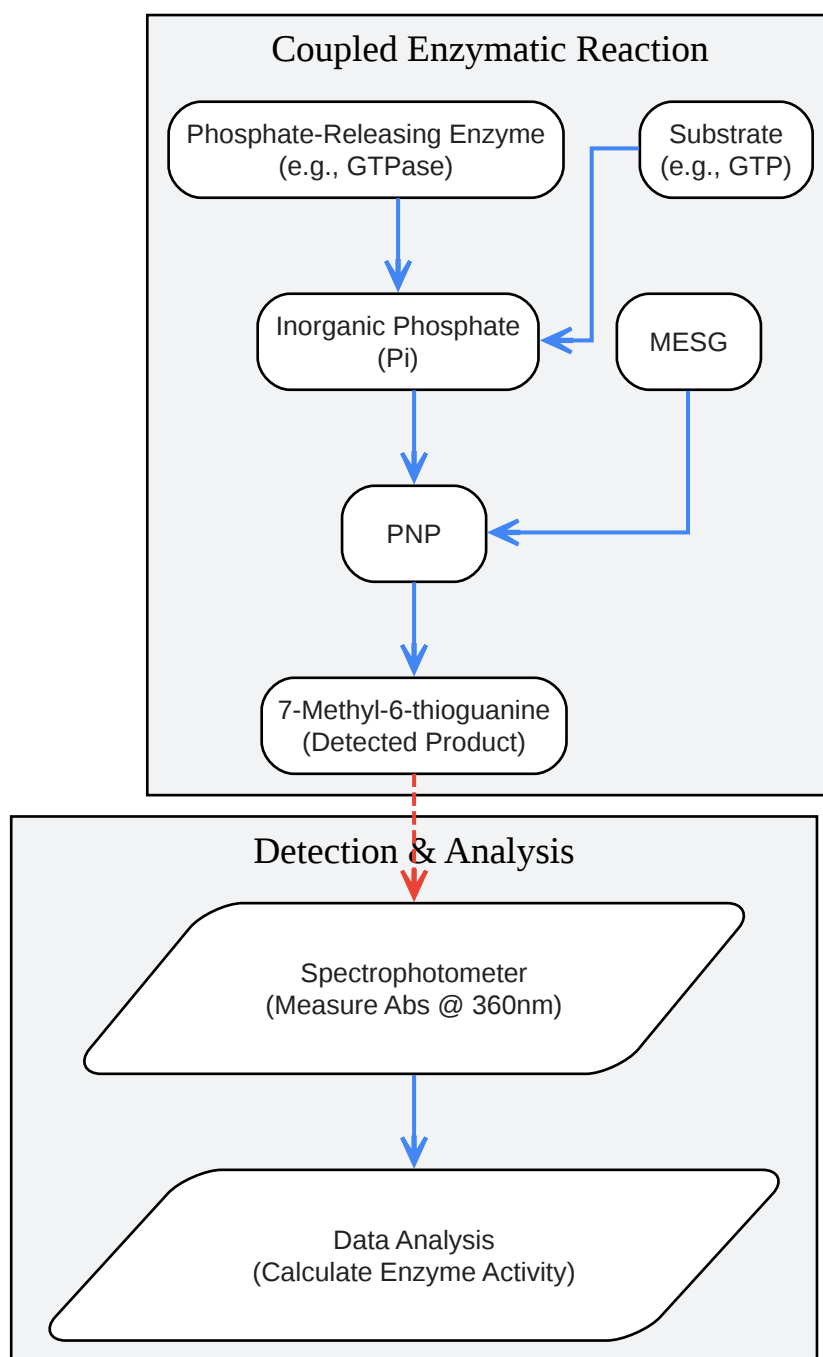 Coupled Enzymatic Reaction
Phosphate-Releasing Enzyme
(e.g., GTPase)
Substrate
(e.g., GTP)
Inorganic Phosphate
(Pi)
MESG
PNP
7-Methyl-6-thioguanine
(Detected Product)
Detection & Analysis
Spectrophotometer
(Measure Abs @ 360nm)
Data Analysis
(Calculate Enzyme Activity)